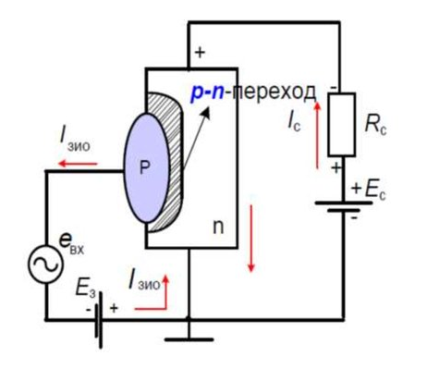 +
p-n-переход
-
Iс
Rс
Iзио
P
+
+Eс
-
n
eвх
Eз
Iзио
- +